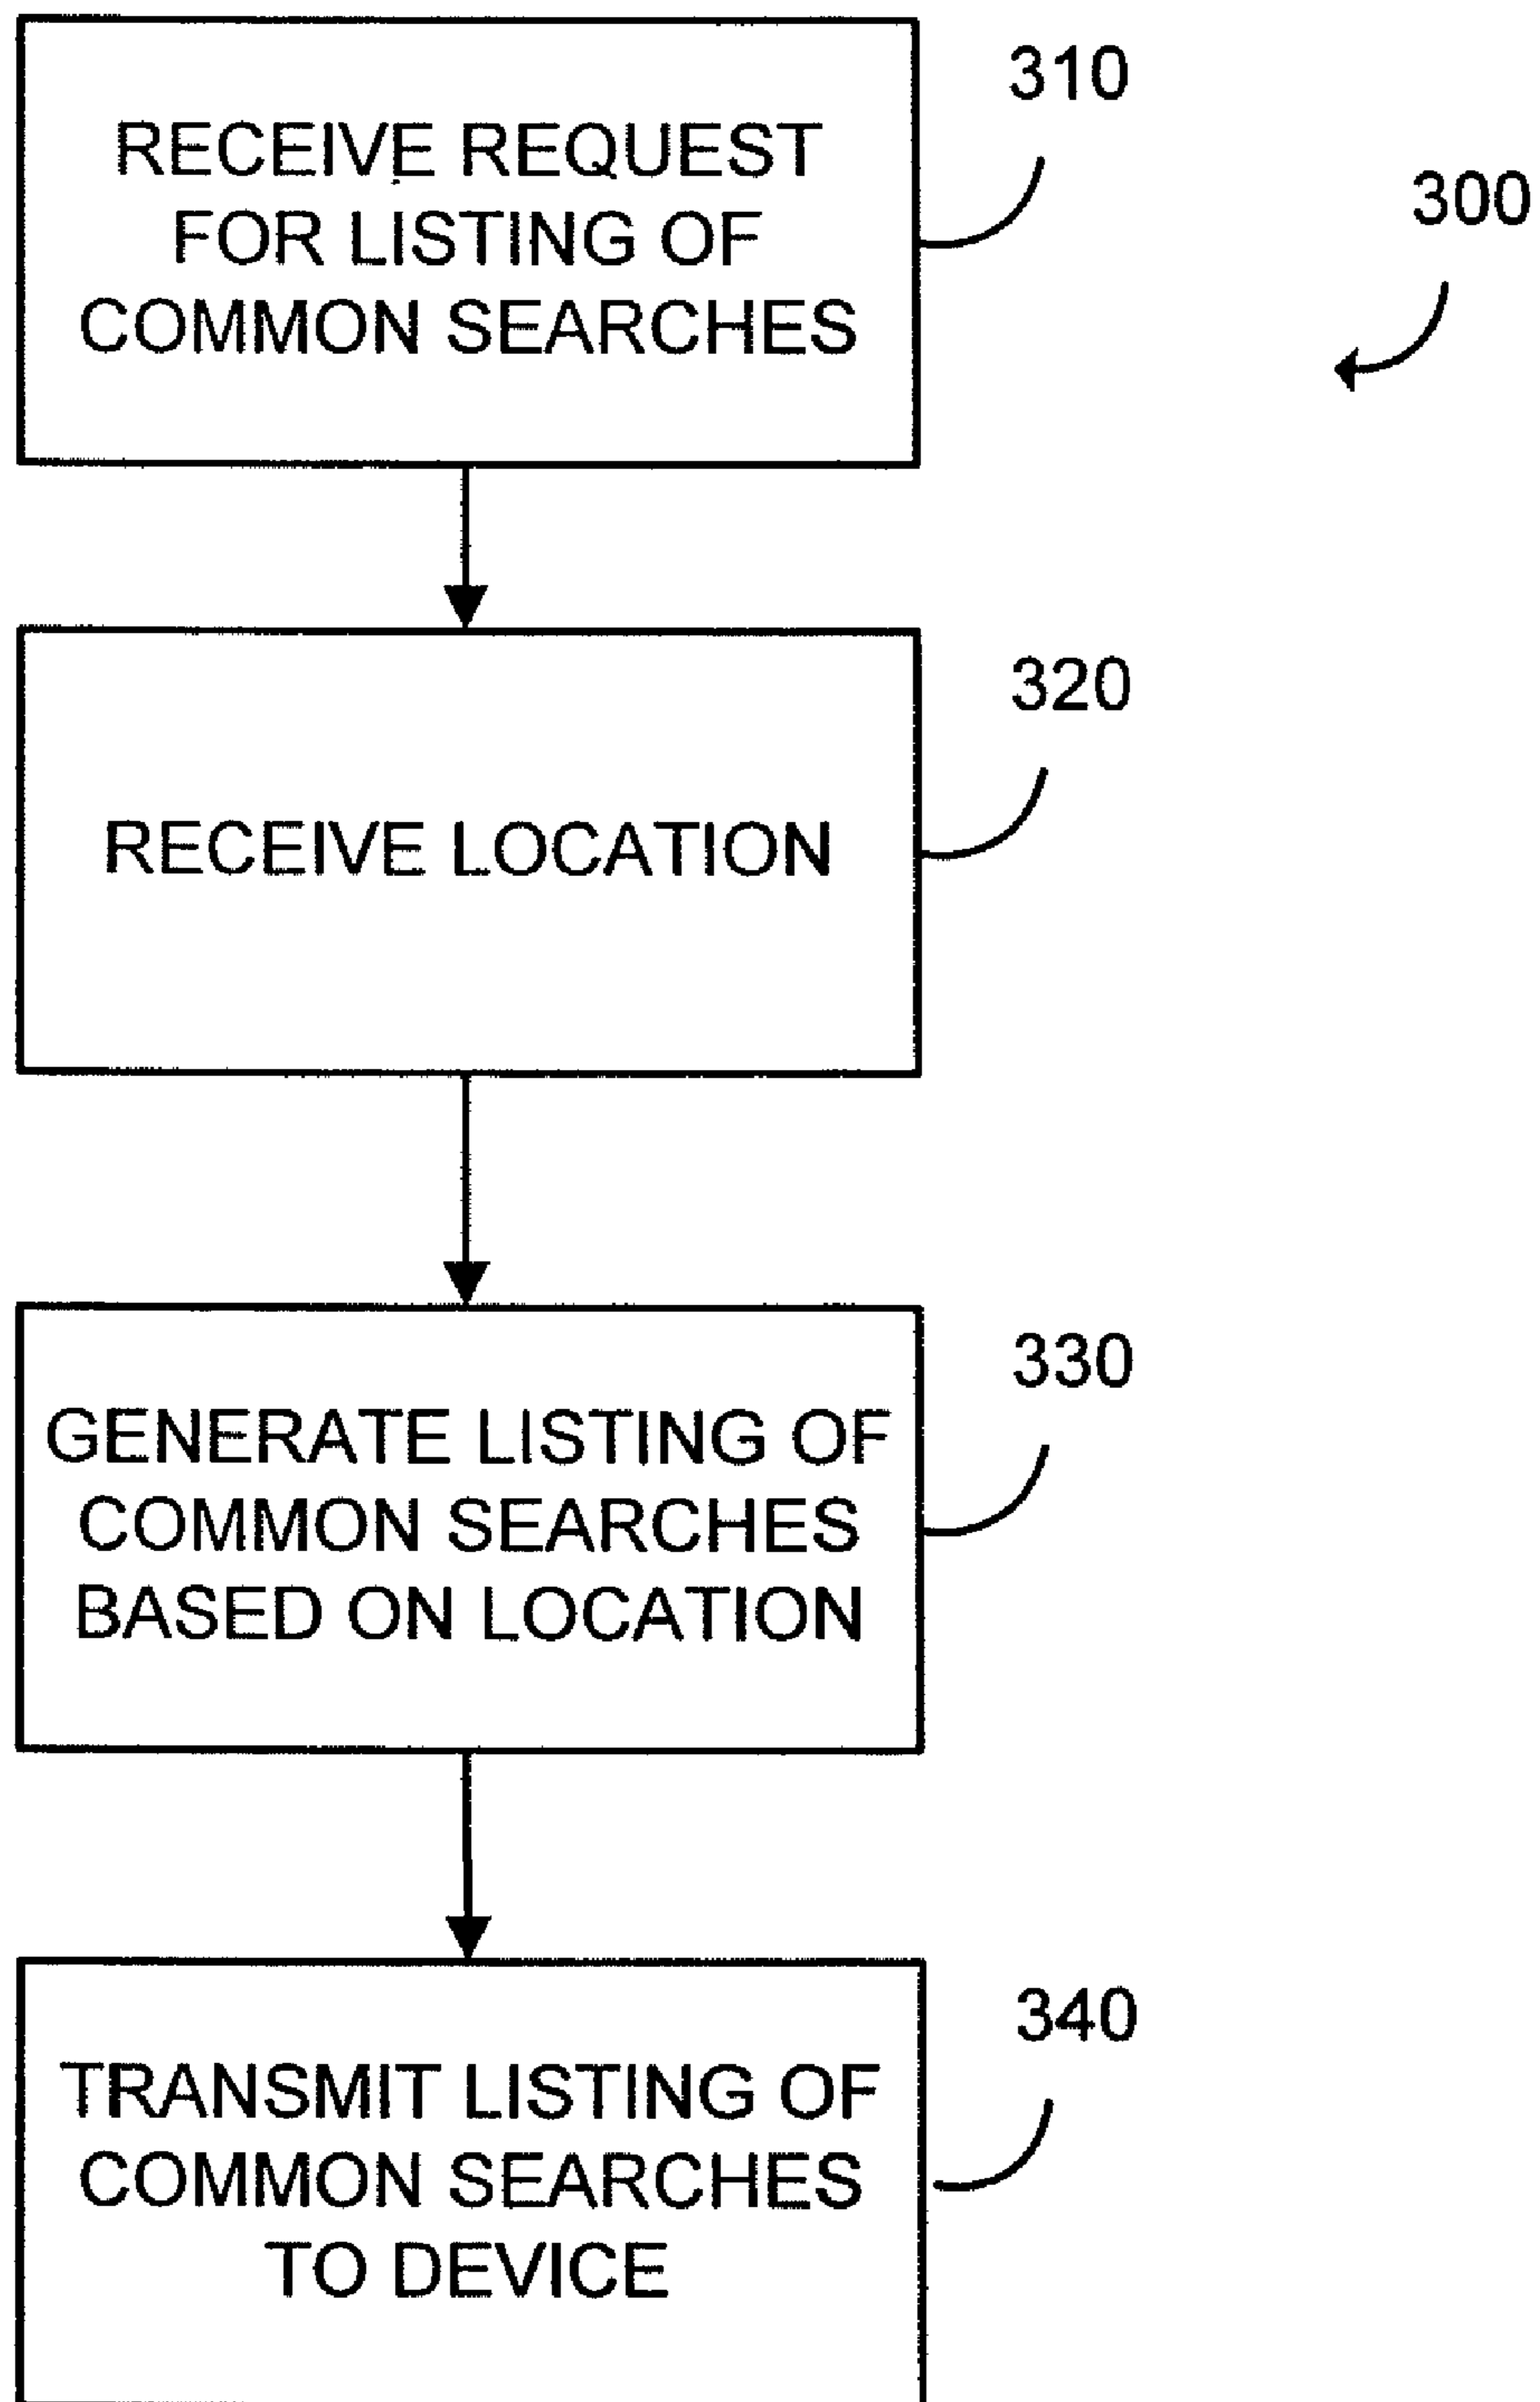 RECEIVE REQUEST
FOR LISTING OF
COMMON SEARCHES
310
300
RECEIVE LOCATION
320
GENERATE LISTING OF
COMMON SEARCHES
BASED ON LOCATION
330
TRANSMIT LISTING OF
COMMON SEARCHES
TO DEVICE
340